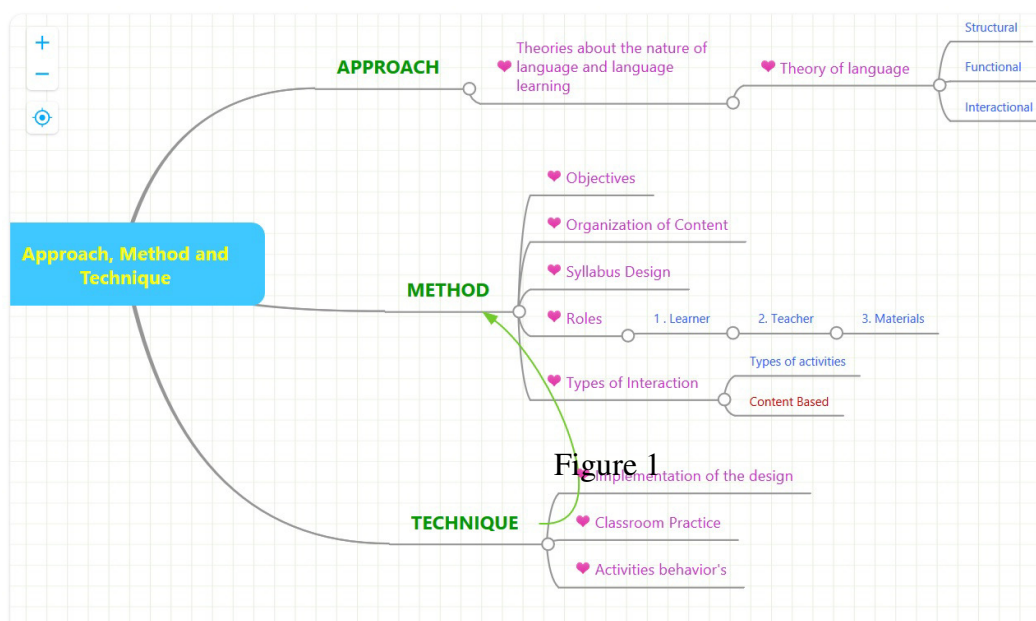 Approach, Method and
Technique
APPROACH
Theories about the nature of
language and language
learning
Theory of language
Structural
Functional
Interactional
METHOD
Objectives
Organization of Content
Syllabus Design
Roles
1 . Learner
2. Teacher
3. Materials
Types of Interaction
Types of activities
Content Based
Figure 1
TECHNIQUE
Implementation of the design
Classroom Practice
Activities behavior's